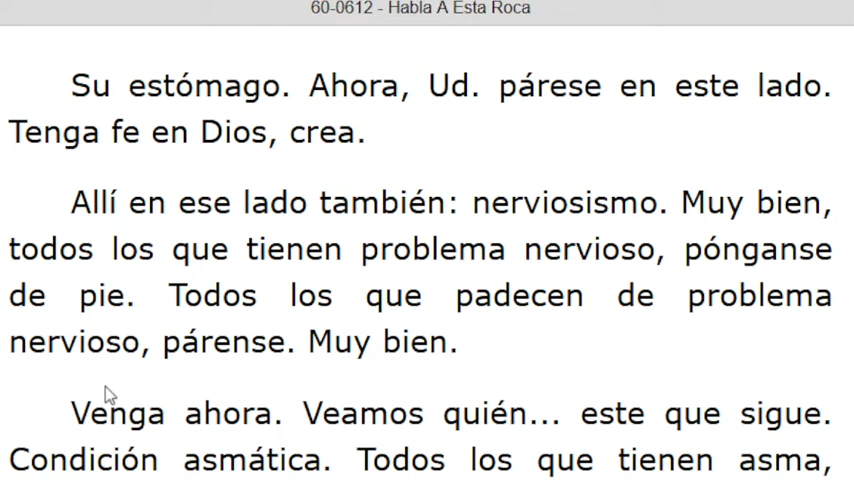 60-0612 - Habla A Esta Roca
Su estómago. Ahora, Ud. párese en este lado.
Tenga fe en Dios, crea.
Allí en ese lado también: nerviosismo. Muy bien,
todos los que tienen problema nervioso, pónganse
de pie. Todos los que padecen de problema
nervioso, párense. Muy bien.
Venga ahora. Veamos quién... este que sigue.
Condición asmática. Todos los que tienen asma,